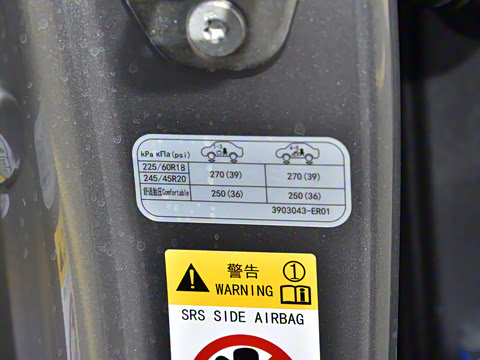 kPa кПа(psi) 1-3 4-5
225/60R18 270(39) 270(39)
245/45R20
舒适胎压Comfortable 250(36) 250(36)
3903043-ER01
警告 1
WARNING
SRS SIDE AIRBAG